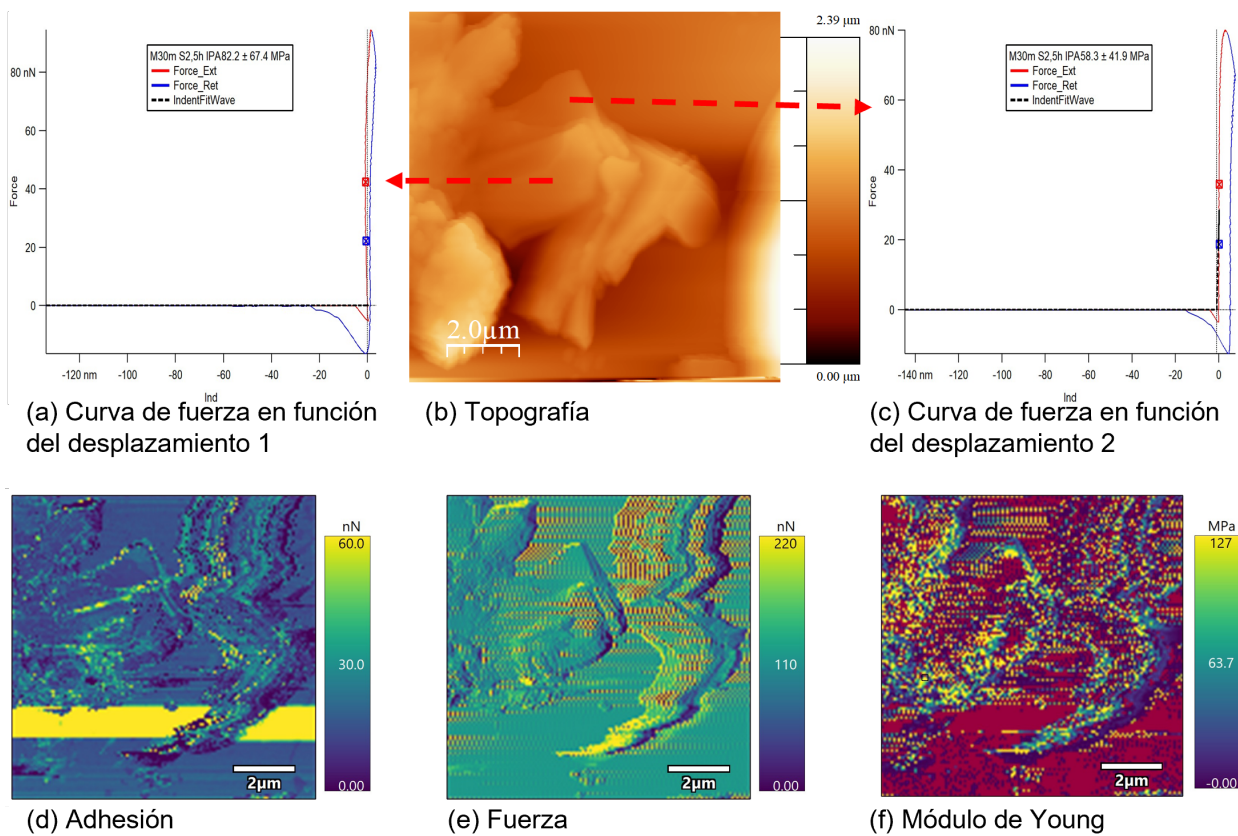 M30m S2,5h IPA82.2 ± 67.4 MPa
Force_Ext
Force_Ret
IndentFitWave
80 nN
60
40
20
0
Force
-120 nm
-100
-80
-60
-40
-20
0
Ind
(a) Curva de fuerza en función
del desplazamiento 1
2.39 µm
2.0µm
0.00 µm
(b) Topografía
M30m S2,5h IPA58.3 ± 41.9 MPa
Force_Ext
Force_Ret
IndentFitWave
80 nN
60
40
20
0
Force
-140 nm
-120
-100
-80
-60
-40
-20
0
Ind
(c) Curva de fuerza en función
del desplazamiento 2
nN
60.0
30.0
0.00
2µm
(d) Adhesión
nN
220
110
0.00
2µm
(e) Fuerza
MPa
127
63.7
-0.00
2µm
(f) Módulo de Young